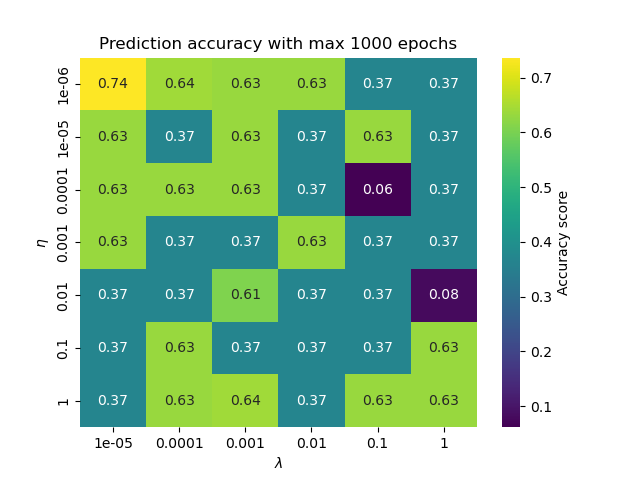 Prediction accuracy with max 1000 epochs
1e-06 0.74 0.64 0.63 0.63 0.37 0.37
1e-05 0.63 0.37 0.63 0.37 0.63 0.37
0.0001 0.63 0.63 0.63 0.37 0.06 0.37
0.001 0.63 0.37 0.37 0.63 0.37 0.37
0.01 0.37 0.37 0.61 0.37 0.37 0.08
0.1 0.37 0.63 0.37 0.37 0.37 0.63
1 0.37 0.63 0.64 0.37 0.63 0.63
η
1e-05 0.0001 0.001 0.01 0.1 1
λ
0.7
0.6
0.5
0.4
0.3
0.2
0.1
Accuracy score